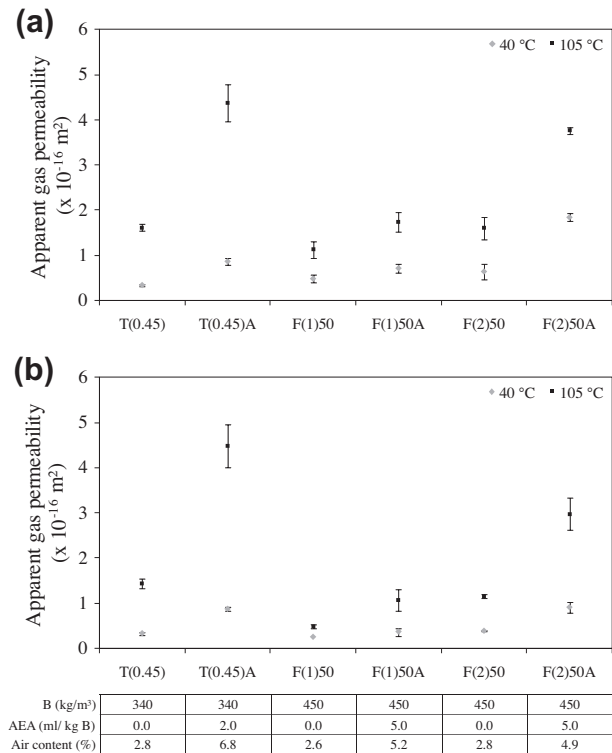 (a)
40 °C 105 °C
Apparent gas permeability
(x 10⁻¹⁶ m²)
6
5
4
3
2
1
0
T(0.45) T(0.45)A F(1)50 F(1)50A F(2)50 F(2)50A
(b)
40 °C 105 °C
Apparent gas permeability
(x 10⁻¹⁶ m²)
6
5
4
3
2
1
0
T(0.45) T(0.45)A F(1)50 F(1)50A F(2)50 F(2)50A
B (kg/m³) 340 340 450 450 450 450
AEA (ml/ kg B) 0.0 2.0 0.0 5.0 0.0 5.0
Air content (%) 2.8 6.8 2.6 5.2 2.8 4.9